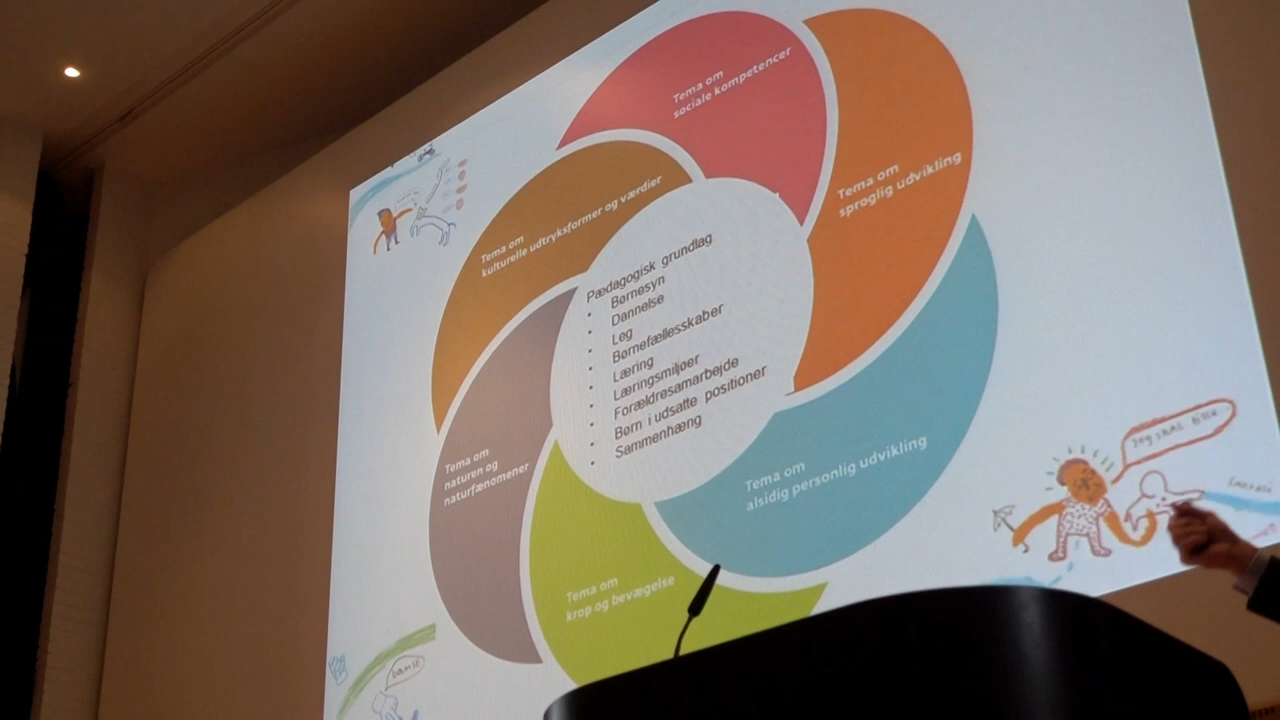 Tema om
sociale kompetencer
Tema om
sproglig udvikling
Tema om
kulturelle udtryksformer og værdier
Pædagogisk grundlag
• Børnesyn
• Dannelse
• Leg
• Børnefællesskaber
• Læring
• Læringsmiljøer
• Forældresamarbejde
• Børn i udsatte positioner
• Sammenhæng
Tema om
naturen og
naturfænomener
Tema om
alsidig personlig udvikling
Tema om
krop og bevægelse
Jeg skal